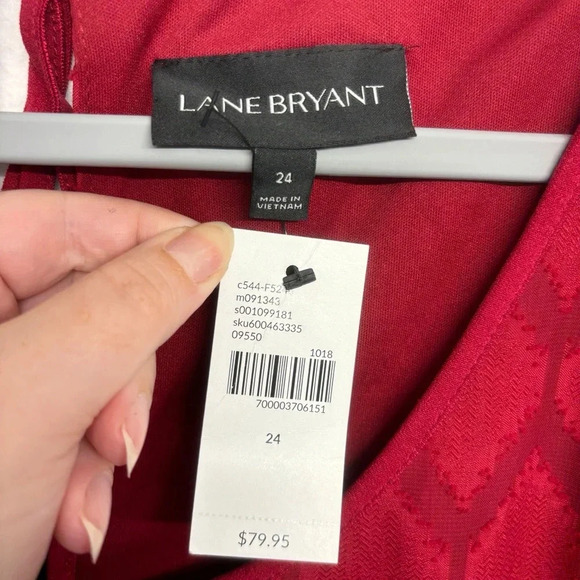 LANE BRYANT
24
MADE IN
VIETNAM
m091343
s001099181
sku600463335
09550
1018
700003706151
24
$79.95